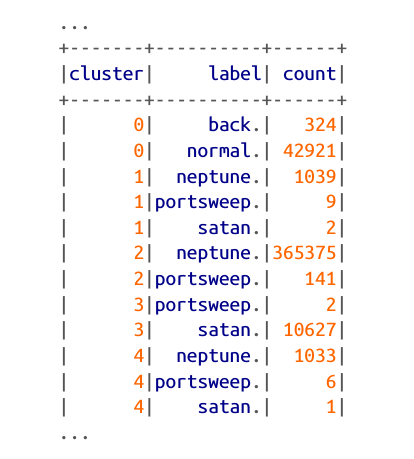 ...
+-------+----------+------+
|cluster|     label| count|
+-------+----------+------+
|      0|     back.|   324|
|      0|   normal.| 42921|
|      1|  neptune.|  1039|
|      1|portsweep.|     9|
|      1|    satan.|     2|
|      2|  neptune.|365375|
|      2|portsweep.|   141|
|      3|portsweep.|     2|
|      3|    satan.| 10627|
|      4|  neptune.|  1033|
|      4|portsweep.|     6|
|      4|    satan.|     1|
...